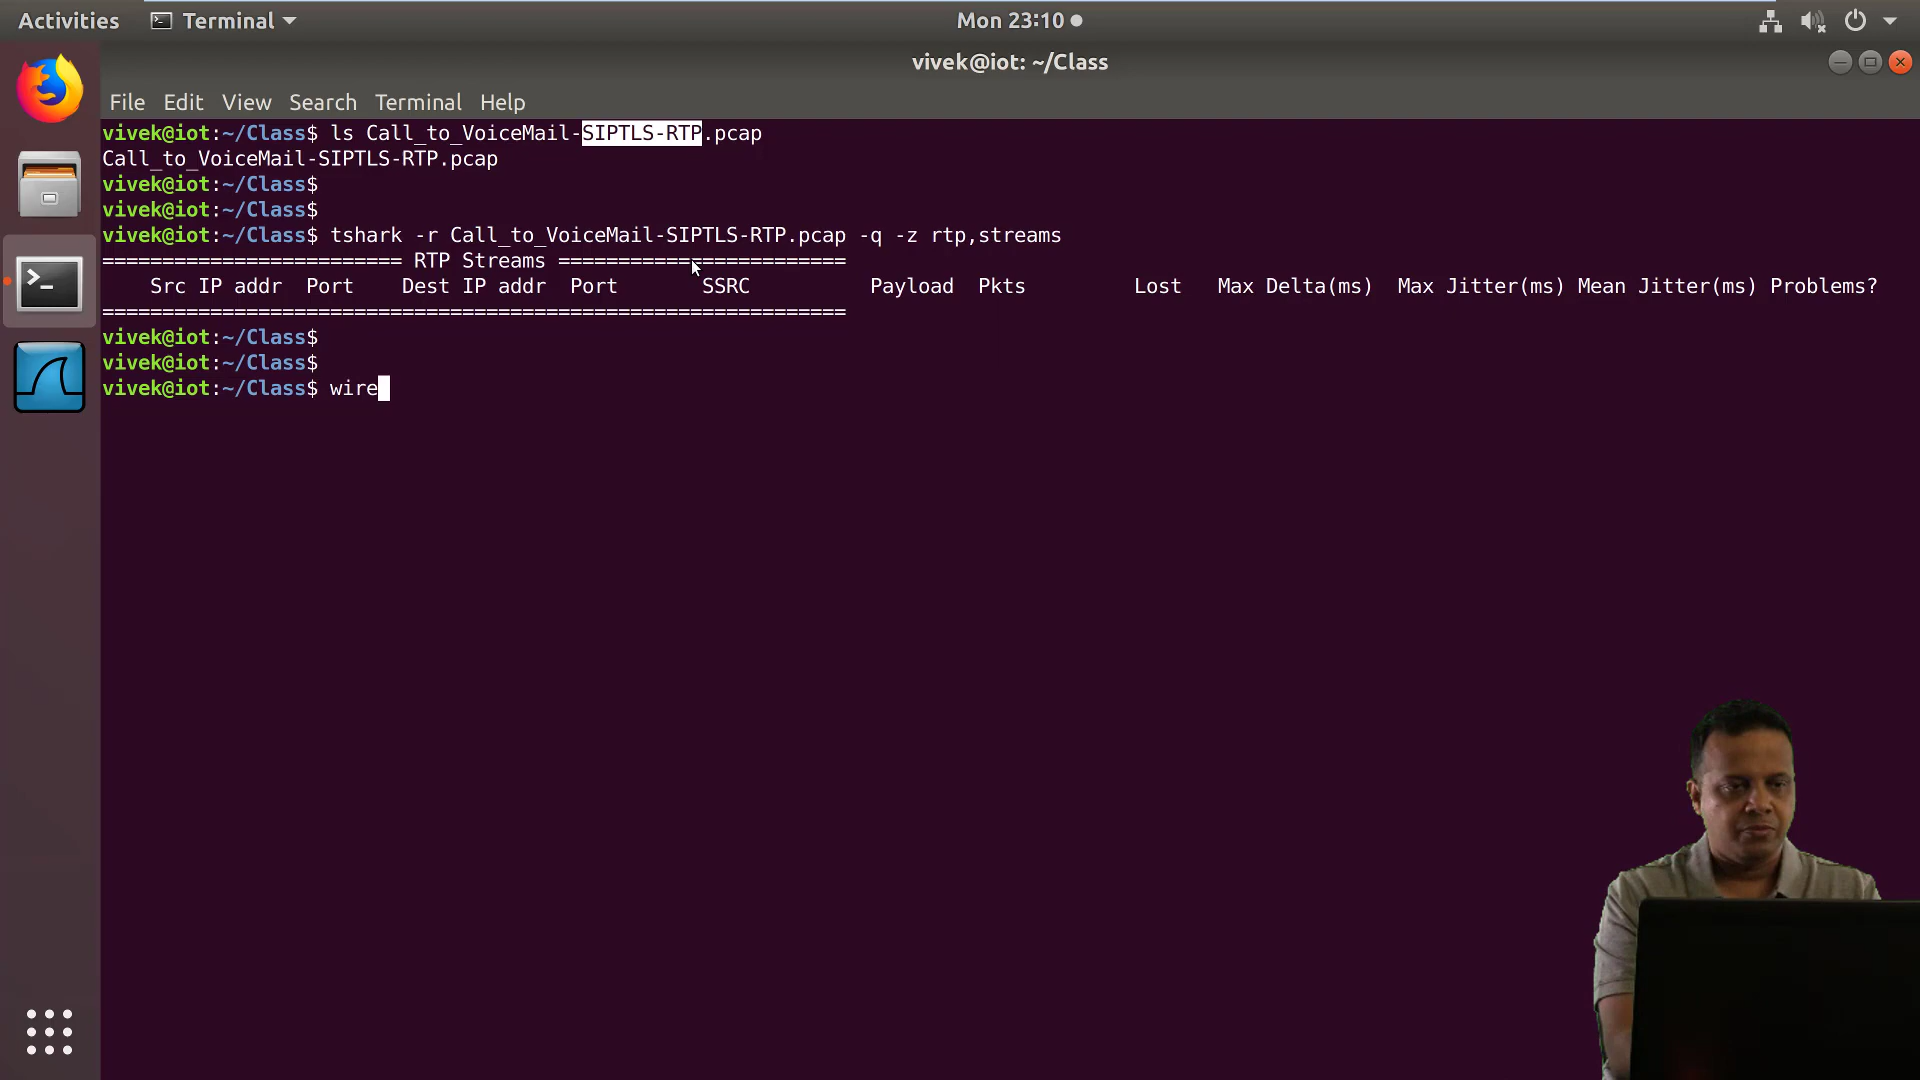 Activities Terminal Mon 23:10
vivek@iot: ~/Class
File Edit View Search Terminal Help
vivek@iot:~/Class$ ls Call_to_VoiceMail-SIPTLS-RTP.pcap
Call_to_VoiceMail-SIPTLS-RTP.pcap
vivek@iot:~/Class$
vivek@iot:~/Class$
vivek@iot:~/Class$ tshark -r Call_to_VoiceMail-SIPTLS-RTP.pcap -q -z rtp,streams
========================= RTP Streams ========================
Src IP addr Port Dest IP addr Port SSRC Payload Pkts Lost Max Delta(ms) Max Jitter(ms) Mean Jitter(ms) Problems?
==============================================================
vivek@iot:~/Class$
vivek@iot:~/Class$
vivek@iot:~/Class$ wire